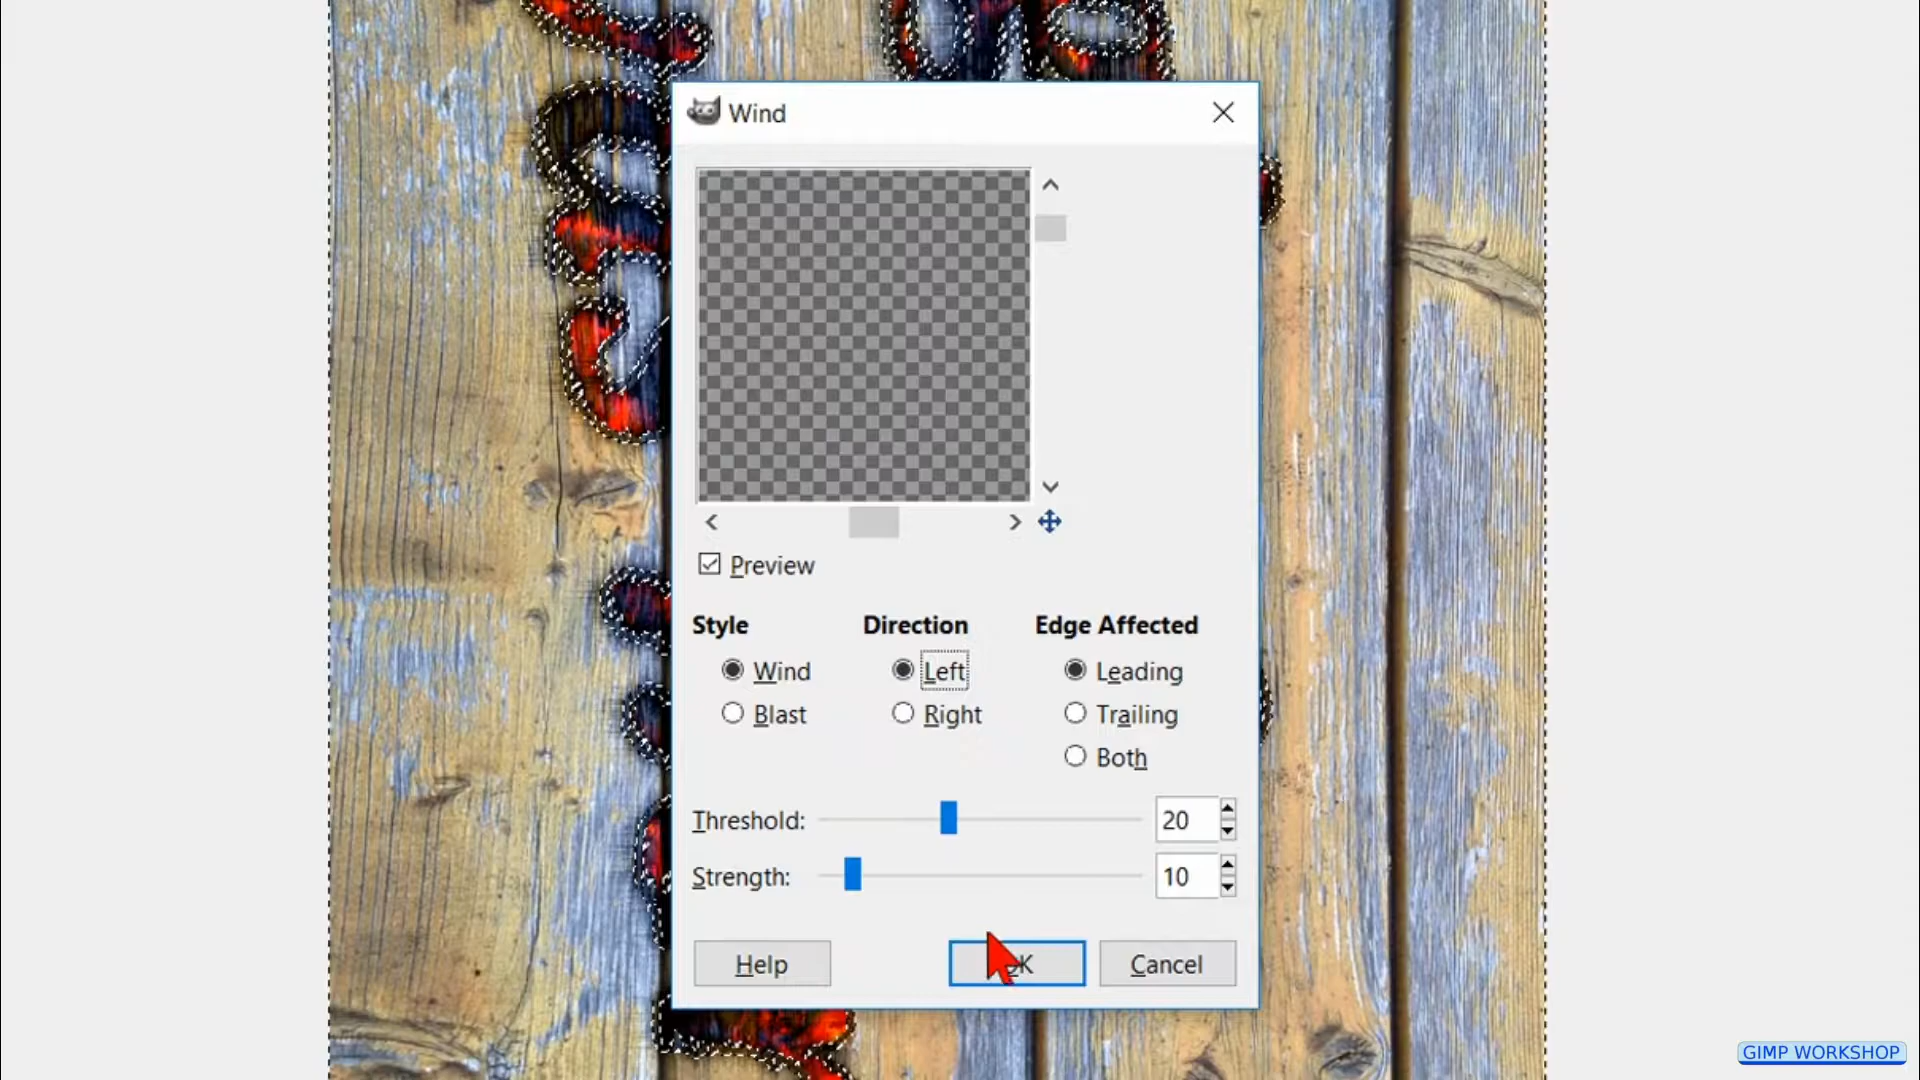 Wind
Preview
Style Direction Edge Affected
Wind Left Leading
Blast Right Trailing
Both
Threshold: 20
Strength: 10
Help OK Cancel
GIMP WORKSHOP